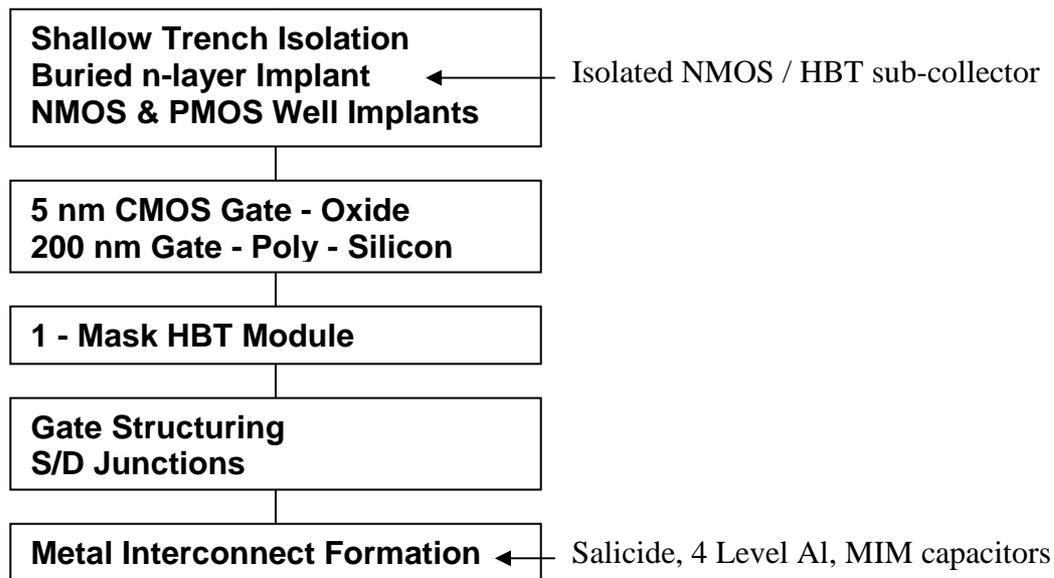 Shallow Trench Isolation
Buried n-layer Implant
Isolated NMOS / HBT sub-collector
NMOS & PMOS Well Implants
5 nm CMOS Gate - Oxide
200 nm Gate - Poly - Silicon
1 - Mask HBT Module
Gate Structuring
S/D Junctions
Metal Interconnect Formation
Salicide, 4 Level Al, MIM capacitors